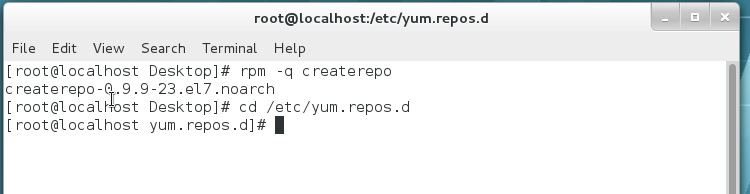 root@localhost:/etc/yum.repos.d
File Edit View Search Terminal Help
[root@localhost Desktop]# rpm -q createrepo
createrepo-0.9.9-23.el7.noarch
[root@localhost Desktop]# cd /etc/yum.repos.d
[root@localhost yum.repos.d]#